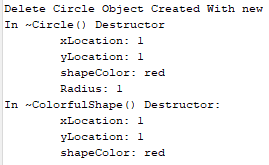 Delete Circle Object Created With new
In ~Circle() Destructor
        xLocation: 1
        yLocation: 1
        shapeColor: red
        Radius: 1
In ~ColorfulShape() Destructor:
        xLocation: 1
        yLocation: 1
        shapeColor: red